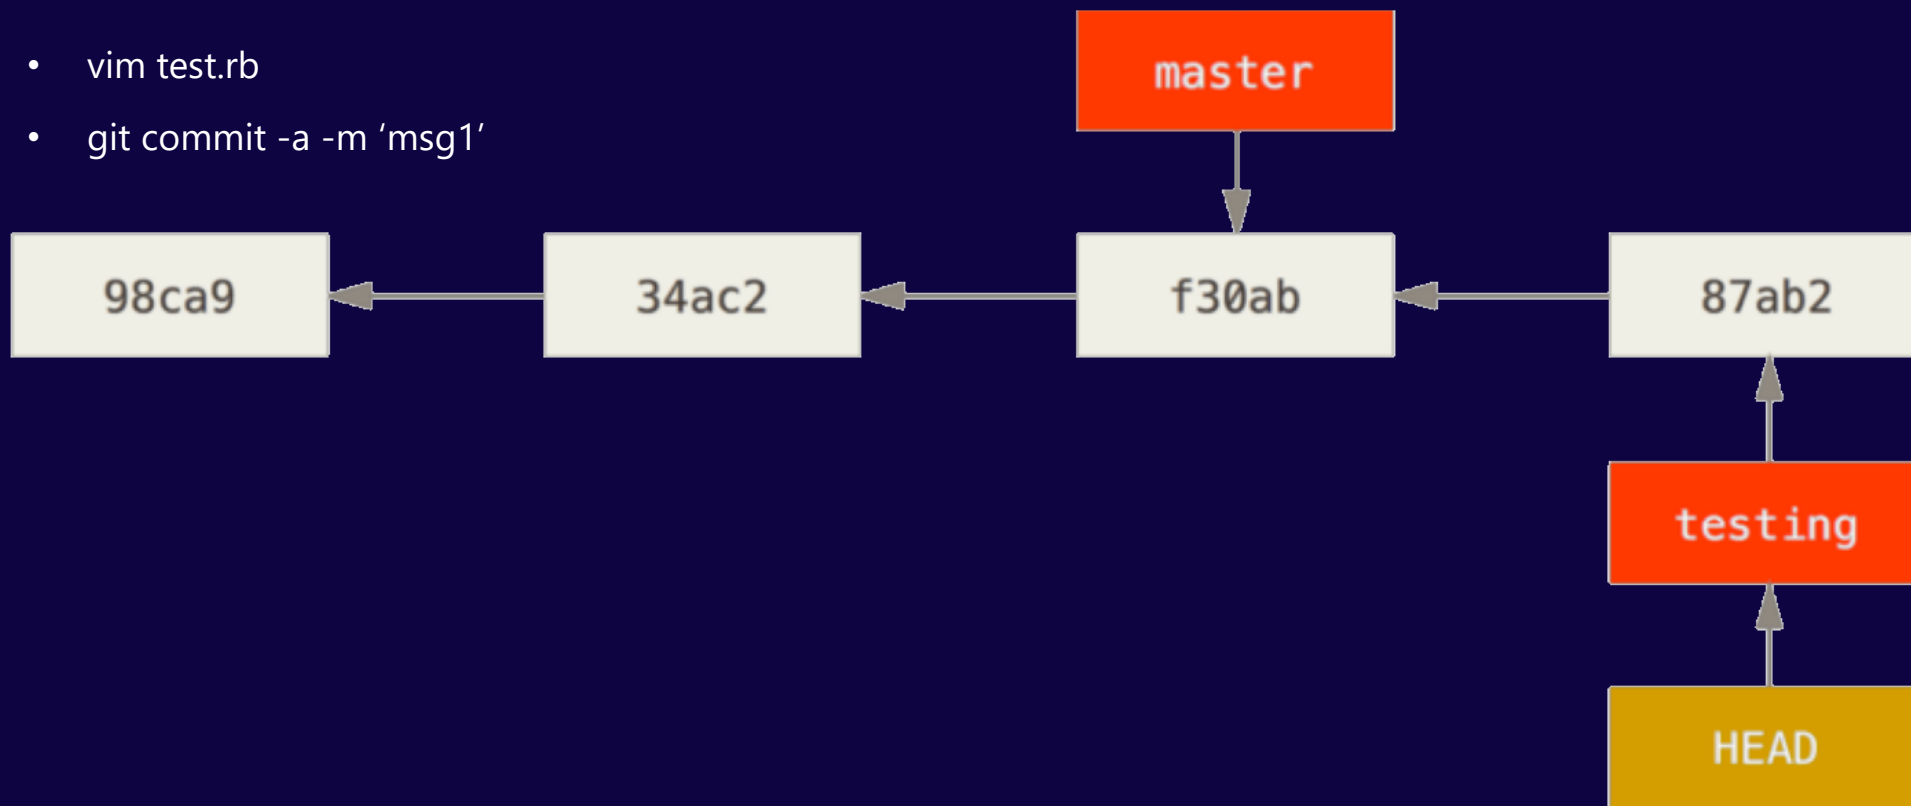 • vim test.rb
• git commit -a -m ‘msg1’
master
98ca9
34ac2
f30ab
87ab2
testing
HEAD